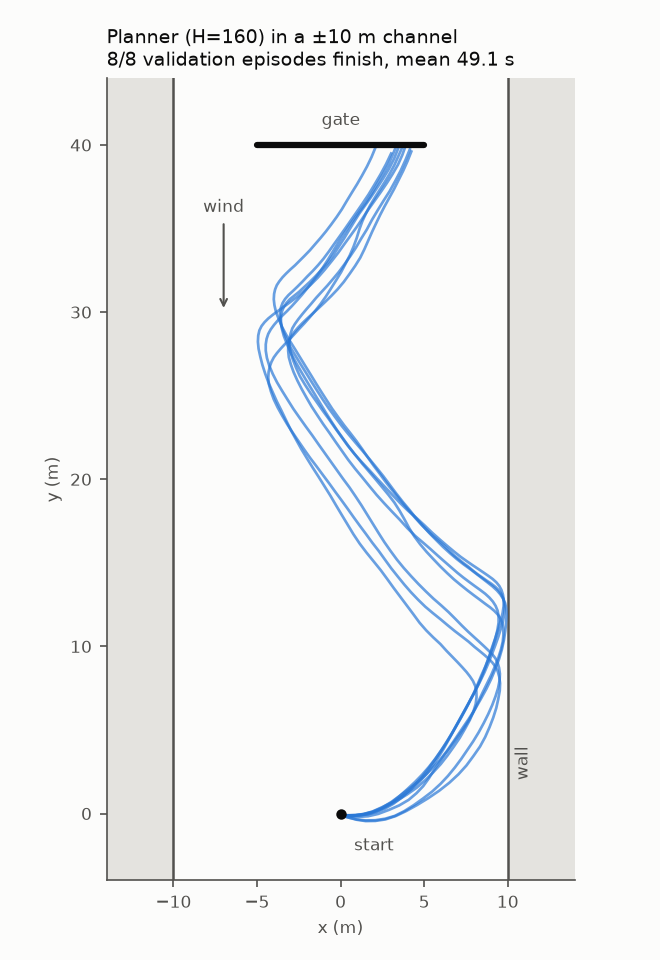 Planner (H=160) in a ±10 m channel
8/8 validation episodes finish, mean 49.1 s
gate
40
wind
30
y (m)
20
10
wall
0
start
−10
−5
0
5
10
x (m)